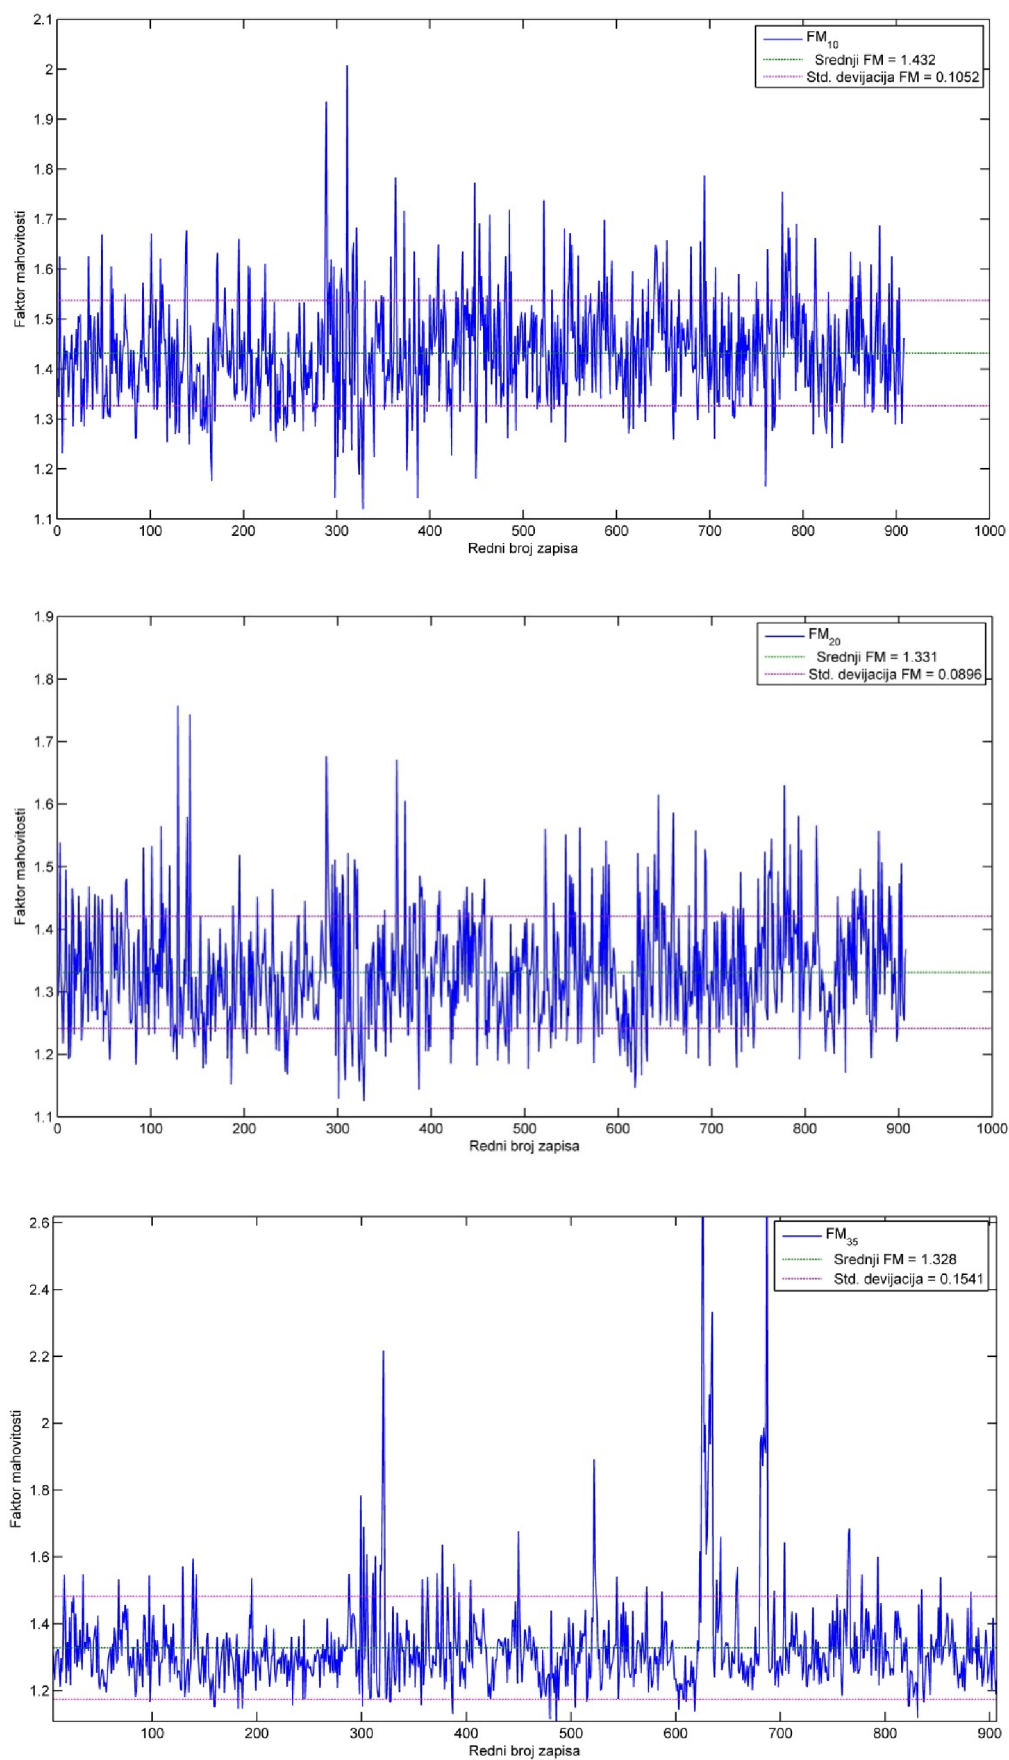 2.1
2
1.9
1.8
1.7
1.6
1.5
1.4
1.3
1.2
1.1
Faktor mahovitosti
FM10
Srednji FM = 1.432
Std. devijacija FM = 0.1052
0 100 200 300 400 500 600 700 800 900 1000
Redni broj zapisa
1.9
1.8
1.7
1.6
1.5
1.4
1.3
1.2
1.1
Faktor mahovitosti
FM20
Srednji FM = 1.331
Std. devijacija FM = 0.0896
0 100 200 300 400 500 600 700 800 900 1000
Redni broj zapisa
2.6
2.4
2.2
2
1.8
1.6
1.4
1.2
Faktor mahovitosti
FM35
Srednji FM = 1.328
Std. devijacija = 0.1541
100 200 300 400 500 600 700 800 900
Redni broj zapisa